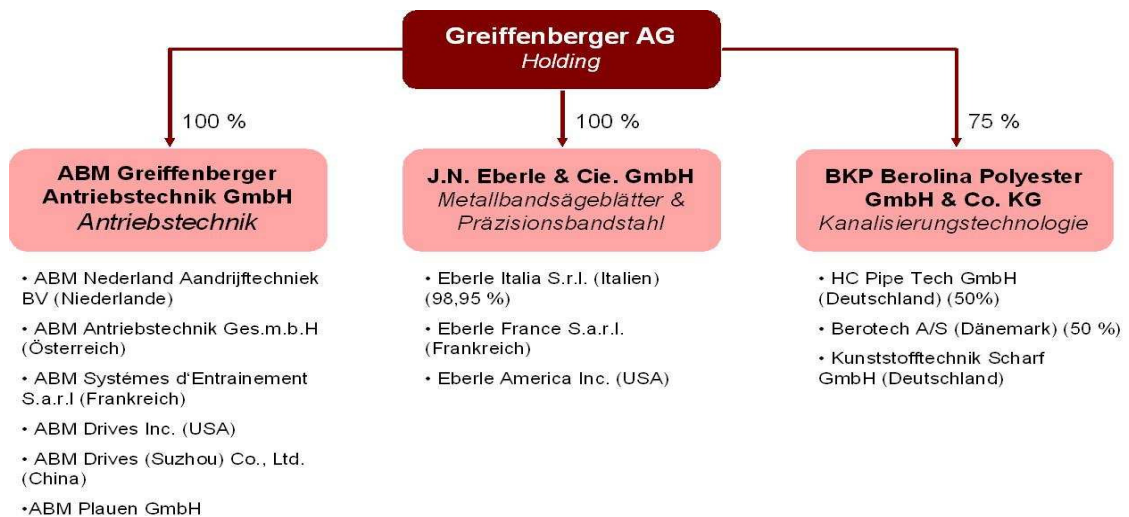 Greiffenberger AG
Holding
100 %
100 %
75 %
ABM Greiffenberger
Antriebstechnik GmbH
Antriebstechnik
J.N. Eberle & Cie. GmbH
Metallbandsägeblätter &
Präzisionsbandstahl
BKP Berolina Polyester
GmbH & Co. KG
Kanalisierungstechnologie
• ABM Nederland Aandrijftechniek
BV (Niederlande)
• ABM Antriebstechnik Ges.m.b.H
(Österreich)
• ABM Systémes d‘Entrainement
S.a.r.l (Frankreich)
• ABM Drives Inc. (USA)
• ABM Drives (Suzhou) Co., Ltd.
(China)
•ABM Plauen GmbH
• Eberle Italia S.r.l. (Italien)
(98,95 %)
• Eberle France S.a.r.l.
(Frankreich)
• Eberle America Inc. (USA)
• HC Pipe Tech GmbH
(Deutschland) (50%)
• Berotech A/S (Dänemark) (50 %)
• Kunststofftechnik Scharf
GmbH (Deutschland)